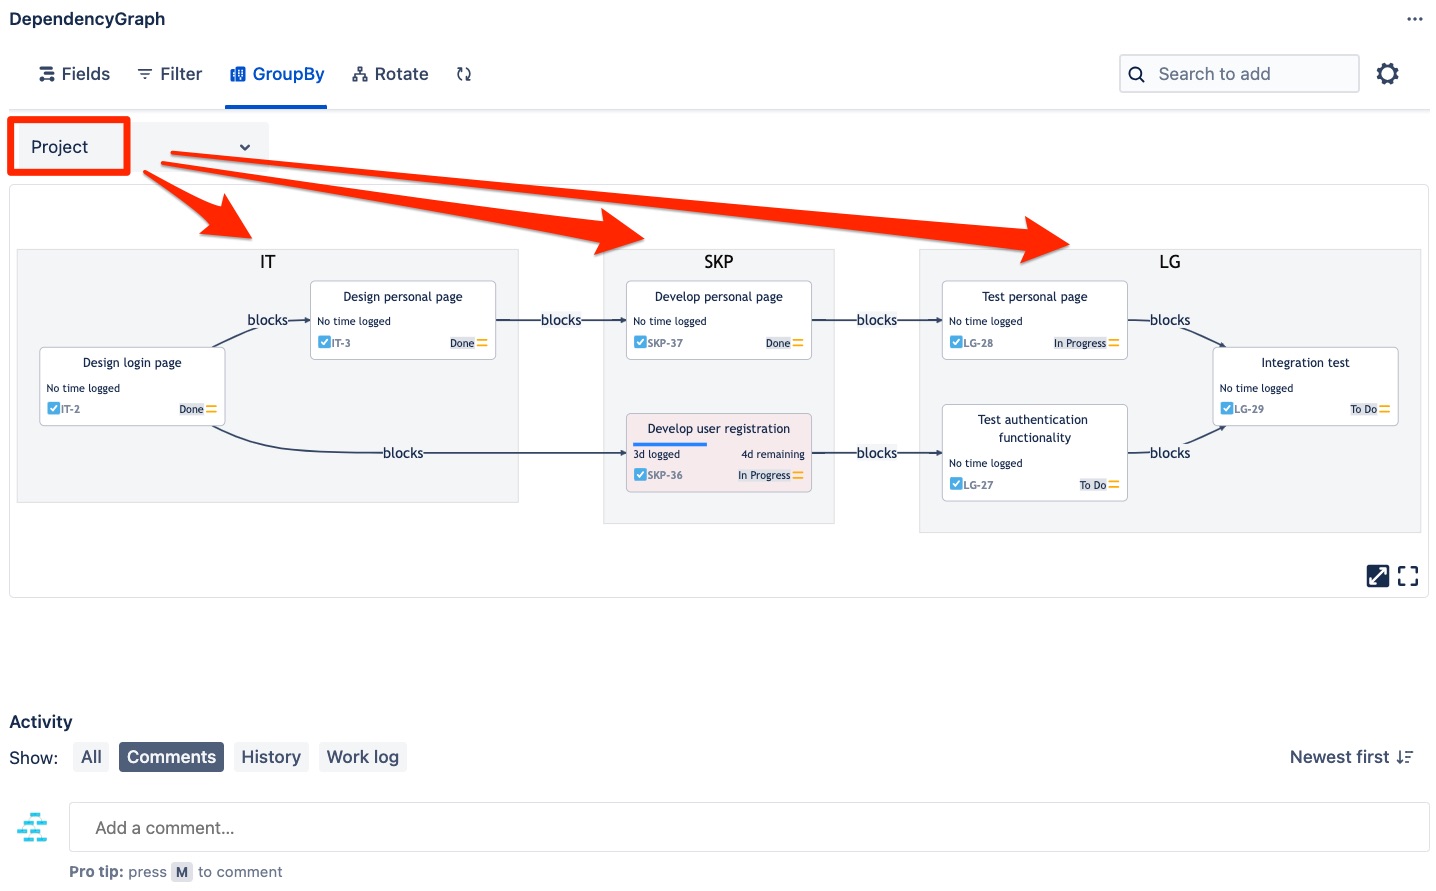 DependencyGraph
Fields
Filter
GroupBy
Rotate
Search to add
Project
IT
SKP
LG
Design login page
No time logged
IT-2
Done
blocks
Design personal page
No time logged
IT-3
Done
blocks
blocks
Develop personal page
No time logged
SKP-37
Done
Develop user registration
3d logged
4d remaining
SKP-36
In Progress
blocks
blocks
Test personal page
No time logged
LG-28
In Progress
Test authentication
functionality
No time logged
LG-27
To Do
blocks
blocks
Integration test
No time logged
LG-29
To Do
Activity
Show:
All
Comments
History
Work log
Newest first
Add a comment...
Pro tip: press M to comment